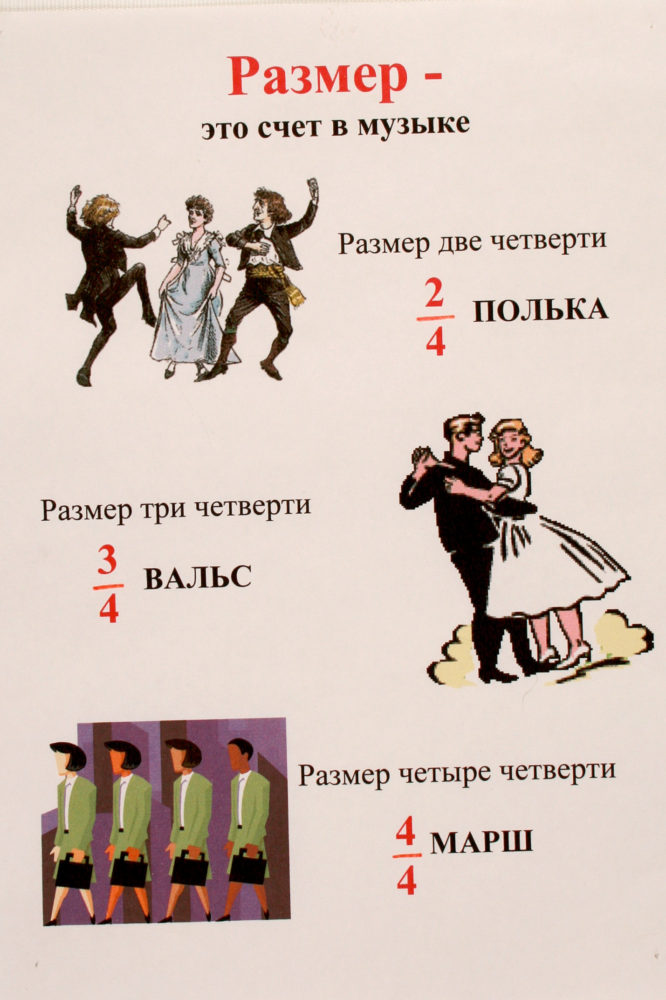 Размер -
это счет в музыке
Размер две четверти
2
4
ПОЛЬКА
Размер три четверти
3
4
ВАЛЬС
Размер четыре четверти
4
4
МАРШ